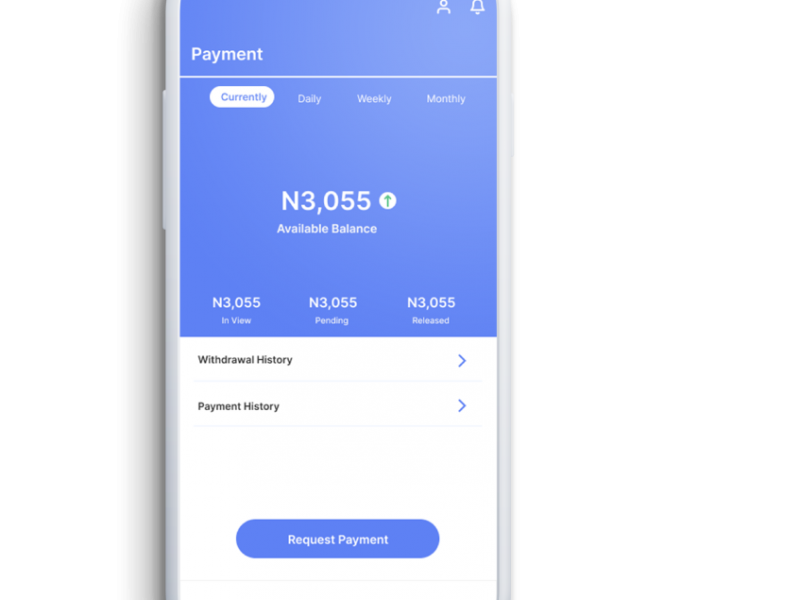 Payment
Currently Daily Weekly Monthly
N3,055
Available Balance
N3,055 N3,055 N3,055
In View Pending Released
Withdrawal History
Payment History
Request Payment